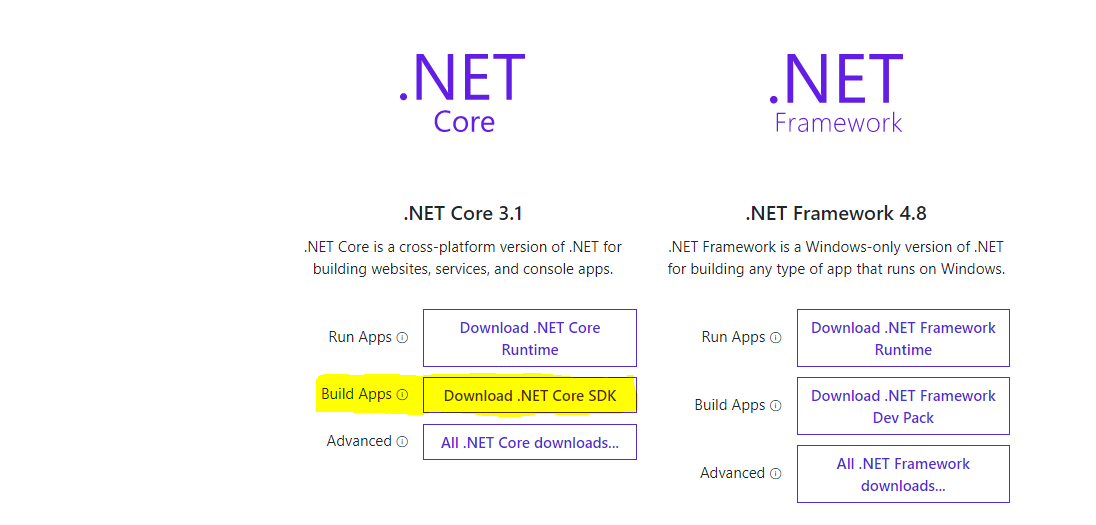 .NET
Core
.NET Core 3.1
.NET Core is a cross-platform version of .NET for
building websites, services, and console apps.
Run Apps ⓘ
Download .NET Core
Runtime
Build Apps ⓘ
Download .NET Core SDK
Advanced ⓘ
All .NET Core downloads...
.NET
Framework
.NET Framework 4.8
.NET Framework is a Windows-only version of .NET
for building any type of app that runs on Windows.
Run Apps ⓘ
Download .NET Framework
Runtime
Build Apps ⓘ
Download .NET Framework
Dev Pack
Advanced ⓘ
All .NET Framework
downloads...